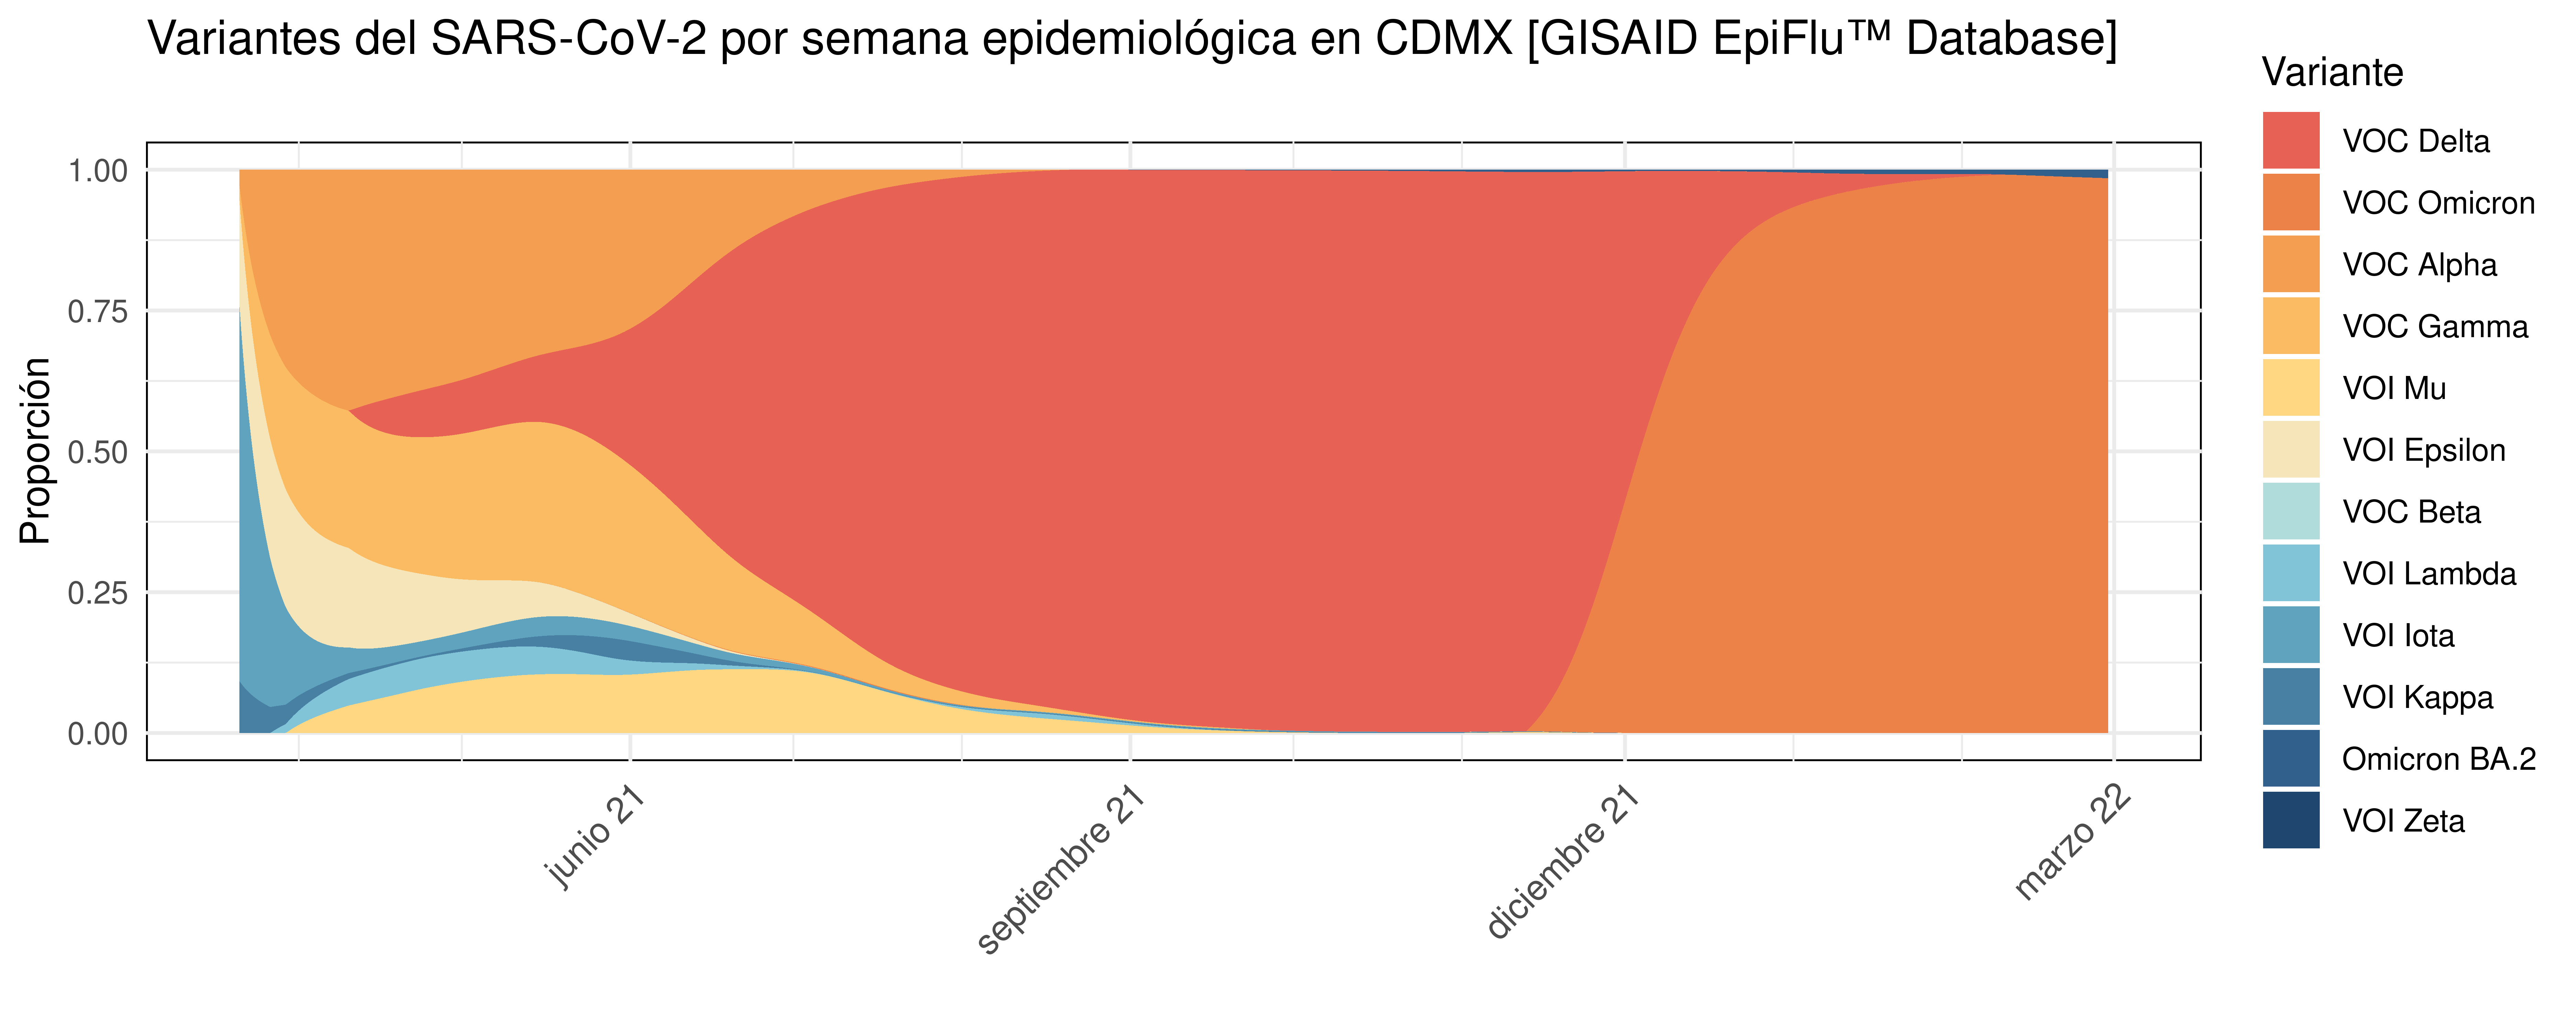 Variantes del SARS-CoV-2 por semana epidemiológica en CDMX [GISAID EpiFlu™ Database]
Proporción
1.00
0.75
0.50
0.25
0.00
junio 21
septiembre 21
diciembre 21
marzo 22
Variante
VOC Delta
VOC Omicron
VOC Alpha
VOC Gamma
VOI Mu
VOI Epsilon
VOC Beta
VOI Lambda
VOI Iota
VOI Kappa
Omicron BA.2
VOI Zeta